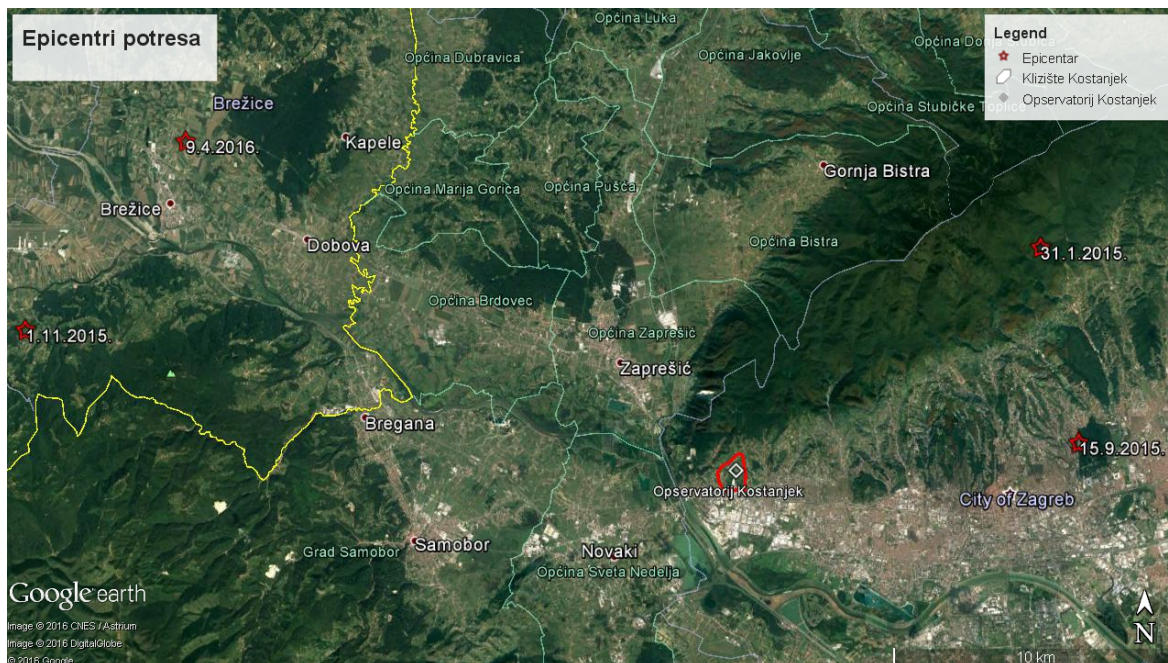 Epicentri potresa
Legend
Epicentar
Klizište Kostanjek
Opservatorij Kostanjek
Općina Luka
Općina Dubravica
Općina Jakovlje
Općina Donja Stubica
Brežice
Općina Stubičke Toplice
9.4.2016.
Kapele
Općina Marija Gorica
Općina Pušća
Gornja Bistra
Brežice
Dobova
Općina Bistra
31.1.2015.
Općina Brdovec
1.11.2015.
Općina Zaprešić
Zaprešić
Bregana
15.9.2015.
Opservatorij Kostanjek
City of Zagreb
Grad Samobor
Samobor
Novaki
Općina Sveta Nedelja
Google earth
Image © 2016 CNES / Astrium
Image © 2016 DigitalGlobe
© 2016 Google
N
10 km